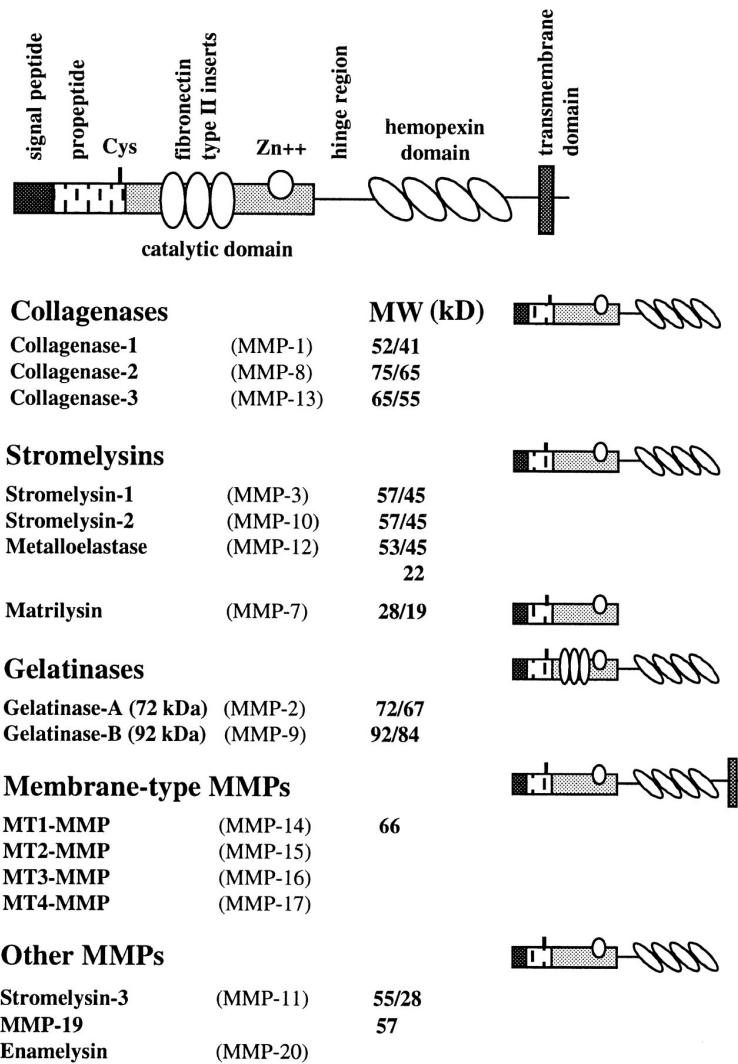 signal peptide
propeptide
Cys
fibronectin
type II inserts
Zn++
hinge region
hemopexin
domain
transmembrane
domain
catalytic domain
Collagenases MW (kD)
Collagenase-1 (MMP-1) 52/41
Collagenase-2 (MMP-8) 75/65
Collagenase-3 (MMP-13) 65/55
Stromelysins
Stromelysin-1 (MMP-3) 57/45
Stromelysin-2 (MMP-10) 57/45
Metalloelastase (MMP-12) 53/45
22
Matrilysin (MMP-7) 28/19
Gelatinases
Gelatinase-A (72 kDa) (MMP-2) 72/67
Gelatinase-B (92 kDa) (MMP-9) 92/84
Membrane-type MMPs
MT1-MMP (MMP-14) 66
MT2-MMP (MMP-15)
MT3-MMP (MMP-16)
MT4-MMP (MMP-17)
Other MMPs
Stromelysin-3 (MMP-11) 55/28
MMP-19 57
Enamelysin (MMP-20)